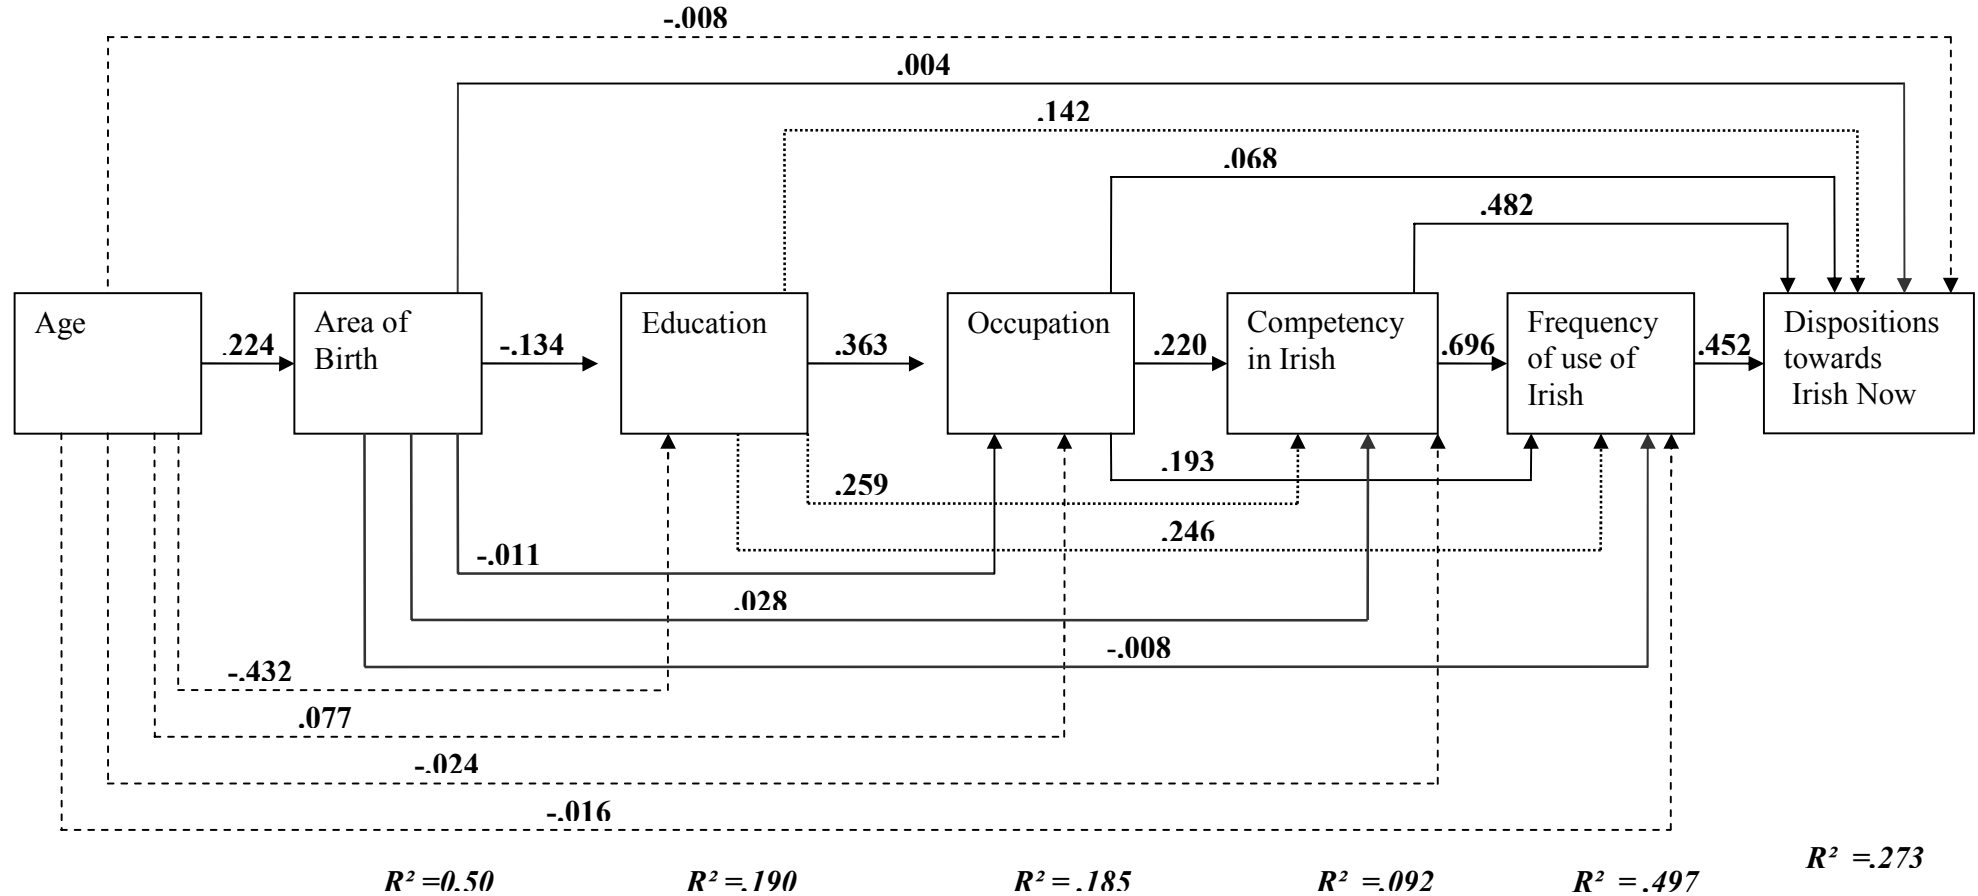 -.008
.004
.142
.068
.482
Age
.224
Area of
Birth
-.134
Education
.363
Occupation
.220
Competency
in Irish
.696
Frequency
of use of
Irish
.452
Dispositions
towards
Irish Now
.193
.259
.246
-.011
.028
-.008
-.432
.077
-.024
-.016
R² =0.50
R² =.190
R² = .185
R² =.092
R² = .497
R² =.273